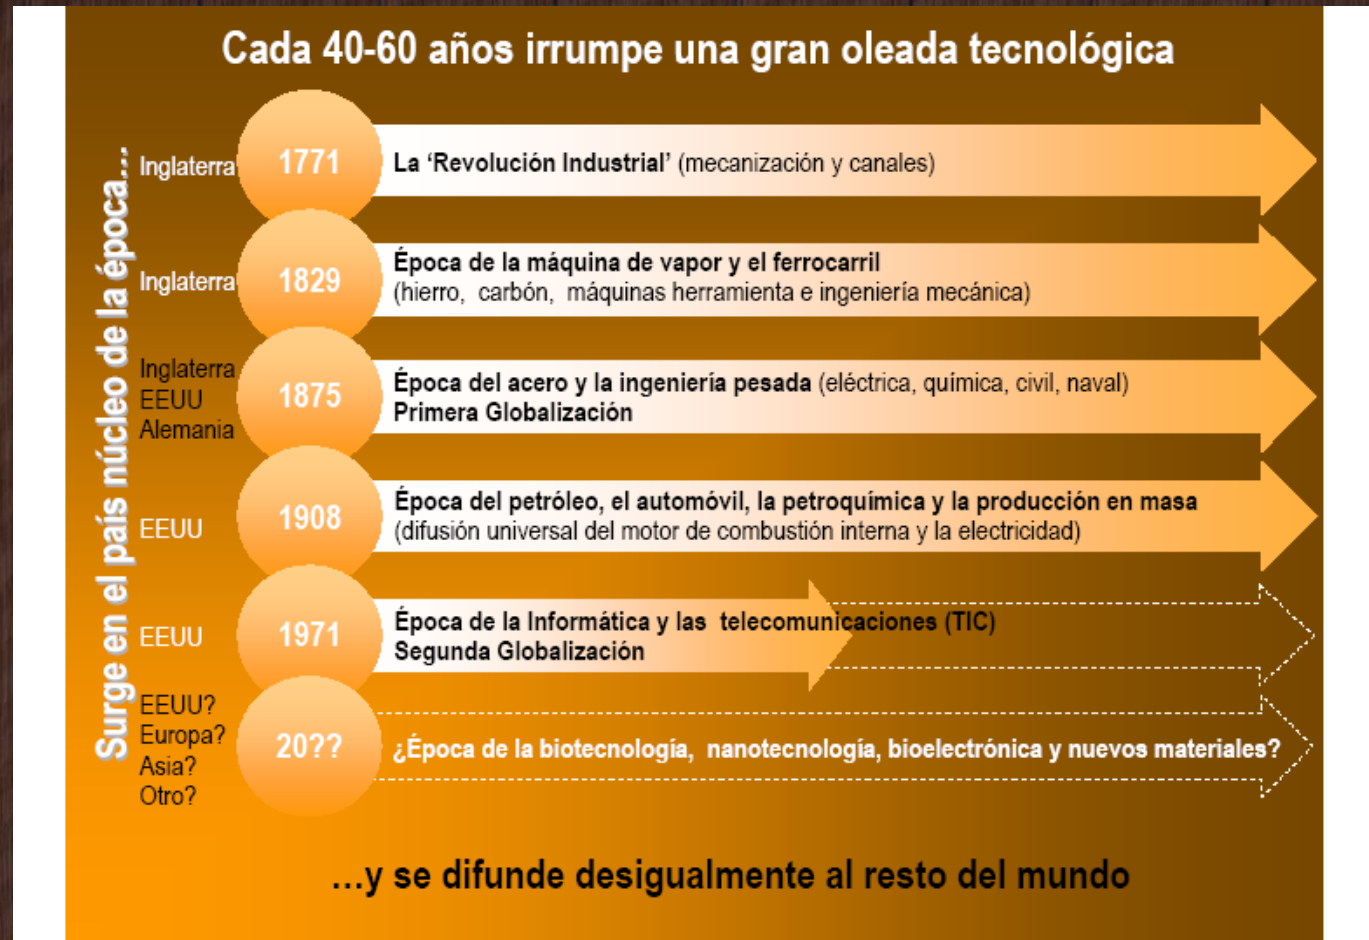 Cada 40-60 años irrumpe una gran oleada tecnológica
Surge en el país núcleo de la época...
Inglaterra
1771
La ‘Revolución Industrial’ (mecanización y canales)
Inglaterra
1829
Época de la máquina de vapor y el ferrocarril
(hierro, carbón, máquinas herramienta e ingeniería mecánica)
Inglaterra
EEUU
Alemania
1875
Época del acero y la ingeniería pesada (eléctrica, química, civil, naval)
Primera Globalización
EEUU
1908
Época del petróleo, el automóvil, la petroquímica y la producción en masa
(difusión universal del motor de combustión interna y la electricidad)
EEUU
1971
Época de la Informática y las telecomunicaciones (TIC)
Segunda Globalización
EEUU?
Europa?
Asia?
Otro?
20??
¿Época de la biotecnología, nanotecnología, bioelectrónica y nuevos materiales?
...y se difunde desigualmente al resto del mundo